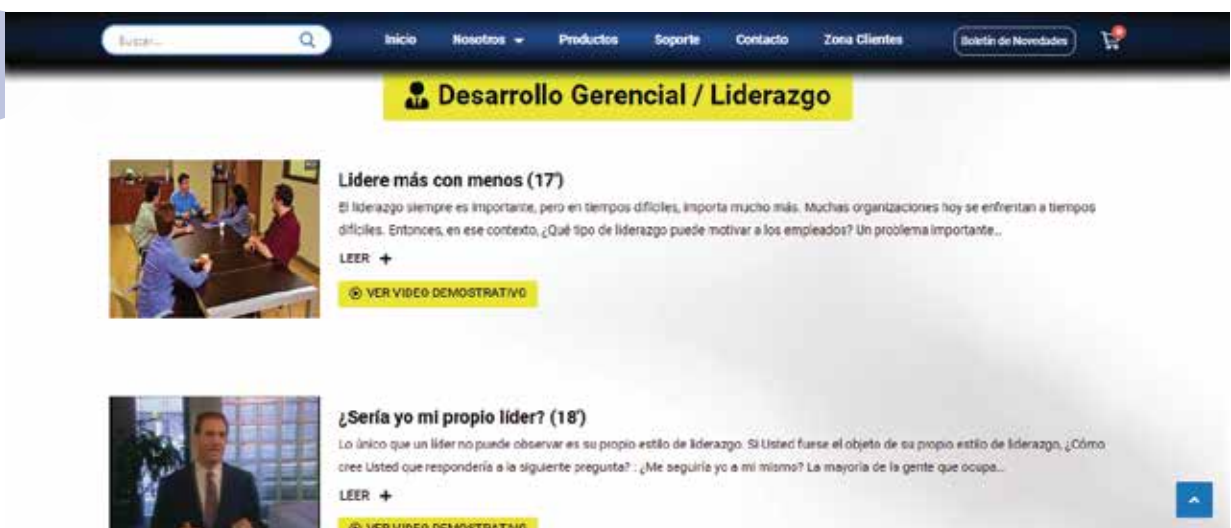 Buscar...
Inicio
Nosotros
Productos
Soporte
Contacto
Zona Clientes
Boletín de Novedades
0
Desarrollo Gerencial / Liderazgo
Lidere más con menos (17')
El liderazgo siempre es importante, pero en tiempos difíciles, importa mucho más. Muchas organizaciones hoy se enfrentan a tiempos
difíciles. Entonces, en ese contexto, ¿Qué tipo de liderazgo puede motivar a los empleados? Un problema importante...
LEER +
VER VIDEO DEMOSTRATIVO
¿Sería yo mi propio líder? (18')
Lo único que un líder no puede observar es su propio estilo de liderazgo. Si Usted fuese el objeto de su propio estilo de liderazgo, ¿Cómo
cree Usted que respondería a la siguiente pregunta? : ¿Me seguiría yo a mi mismo? La mayoría de la gente que ocupa...
LEER +
VER VIDEO DEMOSTRATIVO